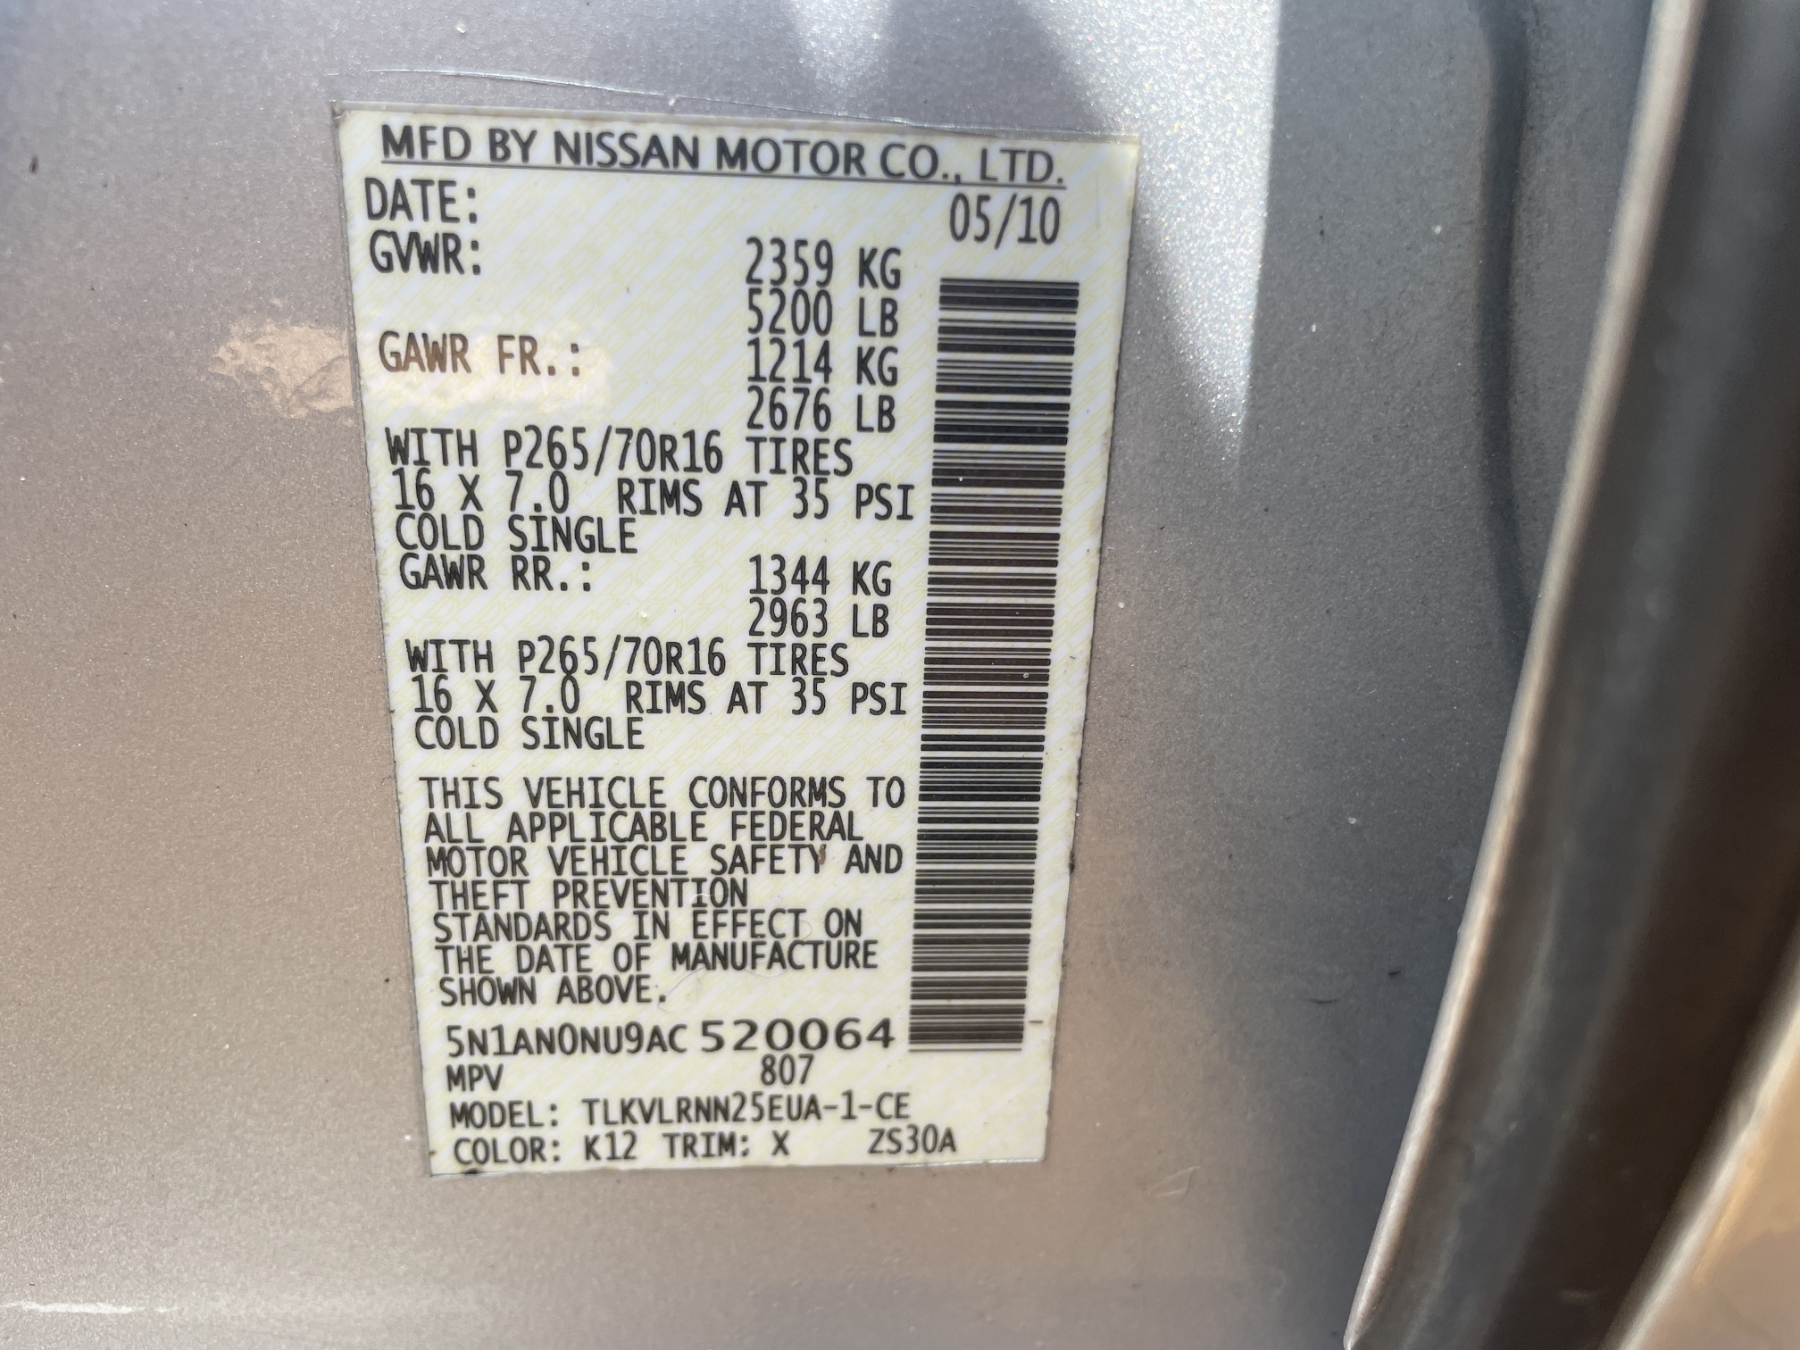 MFD BY NISSAN MOTOR CO., LTD.
DATE: 05/10
GVWR: 2359 KG
5200 LB
GAWR FR.: 1214 KG
2676 LB
WITH P265/70R16 TIRES
16 X 7.0 RIMS AT 35 PSI
COLD SINGLE
GAWR RR.: 1344 KG
2963 LB
WITH P265/70R16 TIRES
16 X 7.0 RIMS AT 35 PSI
COLD SINGLE
THIS VEHICLE CONFORMS TO
ALL APPLICABLE FEDERAL
MOTOR VEHICLE SAFETY AND
THEFT PREVENTION
STANDARDS IN EFFECT ON
THE DATE OF MANUFACTURE
SHOWN ABOVE.
5N1AN0NU9AC 520064
MPV 807
MODEL: TLKVLRNN25EUA-1-CE
COLOR: K12 TRIM: X ZS30A